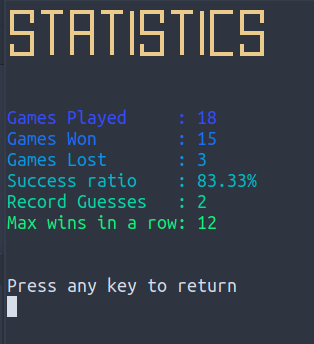 STATISTICS
Games Played : 18
Games Won : 15
Games Lost : 3
Success ratio : 83.33%
Record Guesses : 2
Max wins in a row: 12
Press any key to return